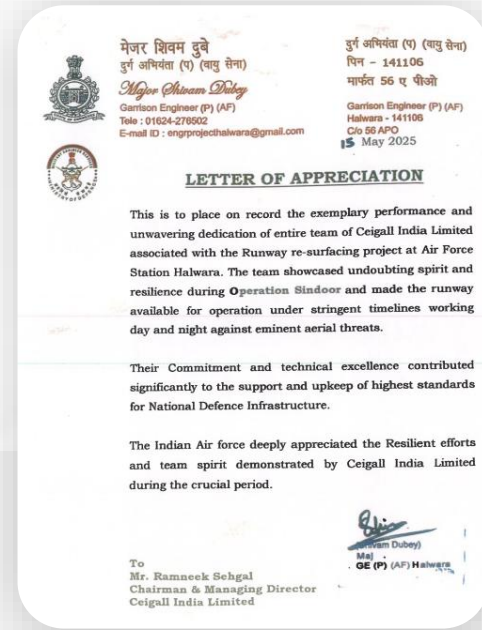 मेजर शिवम दुबे
दुर्ग अभियंता (प) (वायु सेना)
Major Shivam Dubey
Garrison Engineer (P) (AF)
Tele : 01624-276502
E-mail ID : engrprojecthalwara@gmail.com
दुर्ग अभियंता (प) (वायु सेना)
पिन - 141106
मार्फत 56 ए पीओ
Garrison Engineer (P) (AF)
Halwara - 141106
C/o 56 APO
15 May 2025
LETTER OF APPRECIATION
This is to place on record the exemplary performance and
unwavering dedication of entire team of Ceigall India Limited
associated with the Runway re-surfacing project at Air Force
Station Halwara. The team showcased undoubting spirit and
resilience during Operation Sindoor and made the runway
available for operation under stringent timelines working
day and night against eminent aerial threats.
Their Commitment and technical excellence contributed
significantly to the support and upkeep of highest standards
for National Defence Infrastructure.
The Indian Air force deeply appreciated the Resilient efforts
and team spirit demonstrated by Ceigall India Limited
during the crucial period.
(Shivam Dubey)
Maj
GE (P) (AF) Halwara
To
Mr. Ramneek Sehgal
Chairman & Managing Director
Ceigall India Limited